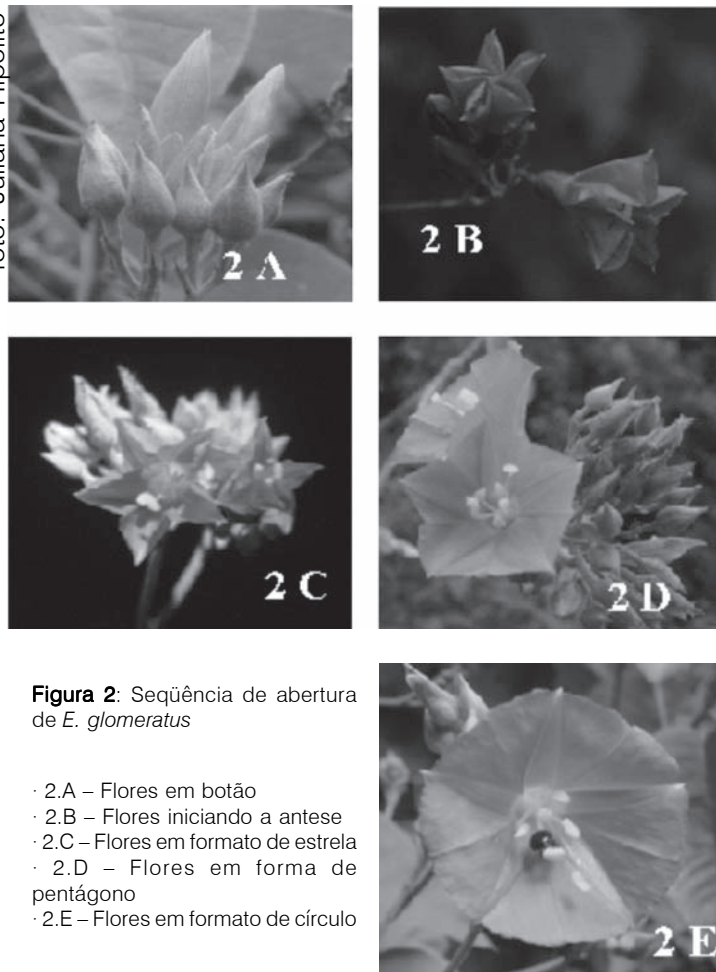 foto: Juliana Hipólito
2 A
2 B
2 C
2 D
Figura 2: Seqüência de abertura
de E. glomeratus
· 2.A – Flores em botão
· 2.B – Flores iniciando a antese
· 2.C – Flores em formato de estrela
· 2.D – Flores em forma de
pentágono
· 2.E – Flores em formato de círculo
2 E